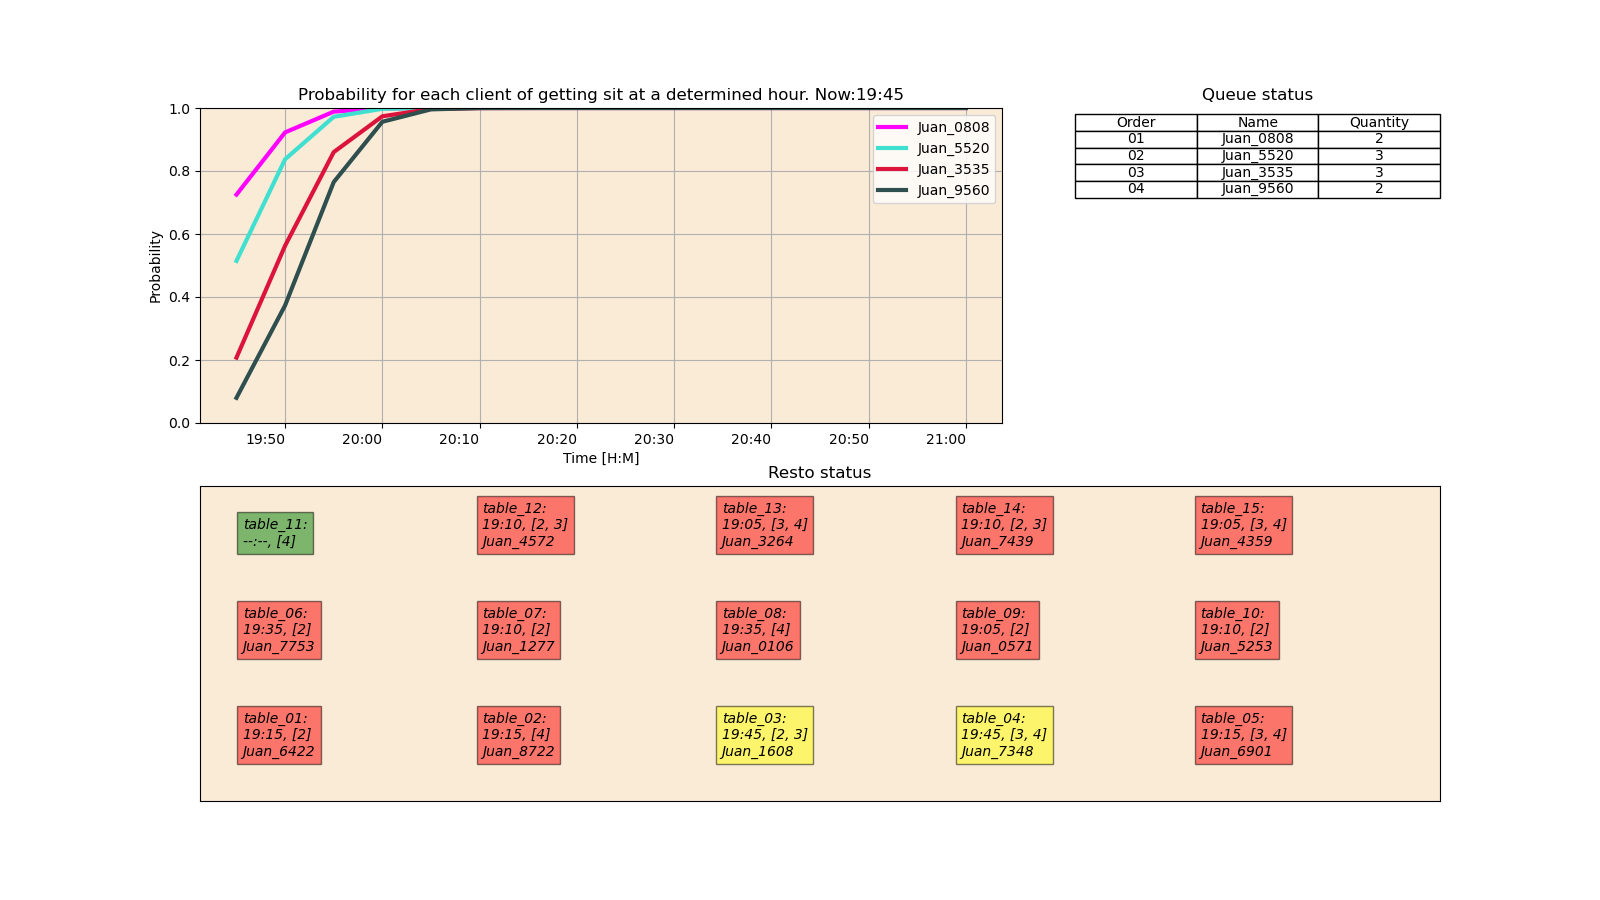 Probability for each client of getting sit at a determined hour. Now:19:45
1.0
0.8
0.6
0.4
0.2
0.0
Probability
Juan_0808
Juan_5520
Juan_3535
Juan_9560
19:50 20:00 20:10 20:20 20:30 20:40 20:50 21:00
Time [H:M]
Queue status
Order Name Quantity
01 Juan_0808 2
02 Juan_5520 3
03 Juan_3535 3
04 Juan_9560 2
Resto status
table_11:
--:--, [4]
table_12:
19:10, [2, 3]
Juan_4572
table_13:
19:05, [3, 4]
Juan_3264
table_14:
19:10, [2, 3]
Juan_7439
table_15:
19:05, [3, 4]
Juan_4359
table_06:
19:35, [2]
Juan_7753
table_07:
19:10, [2]
Juan_1277
table_08:
19:35, [4]
Juan_0106
table_09:
19:05, [2]
Juan_0571
table_10:
19:10, [2]
Juan_5253
table_01:
19:15, [2]
Juan_6422
table_02:
19:15, [4]
Juan_8722
table_03:
19:45, [2, 3]
Juan_1608
table_04:
19:45, [3, 4]
Juan_7348
table_05:
19:15, [3, 4]
Juan_6901